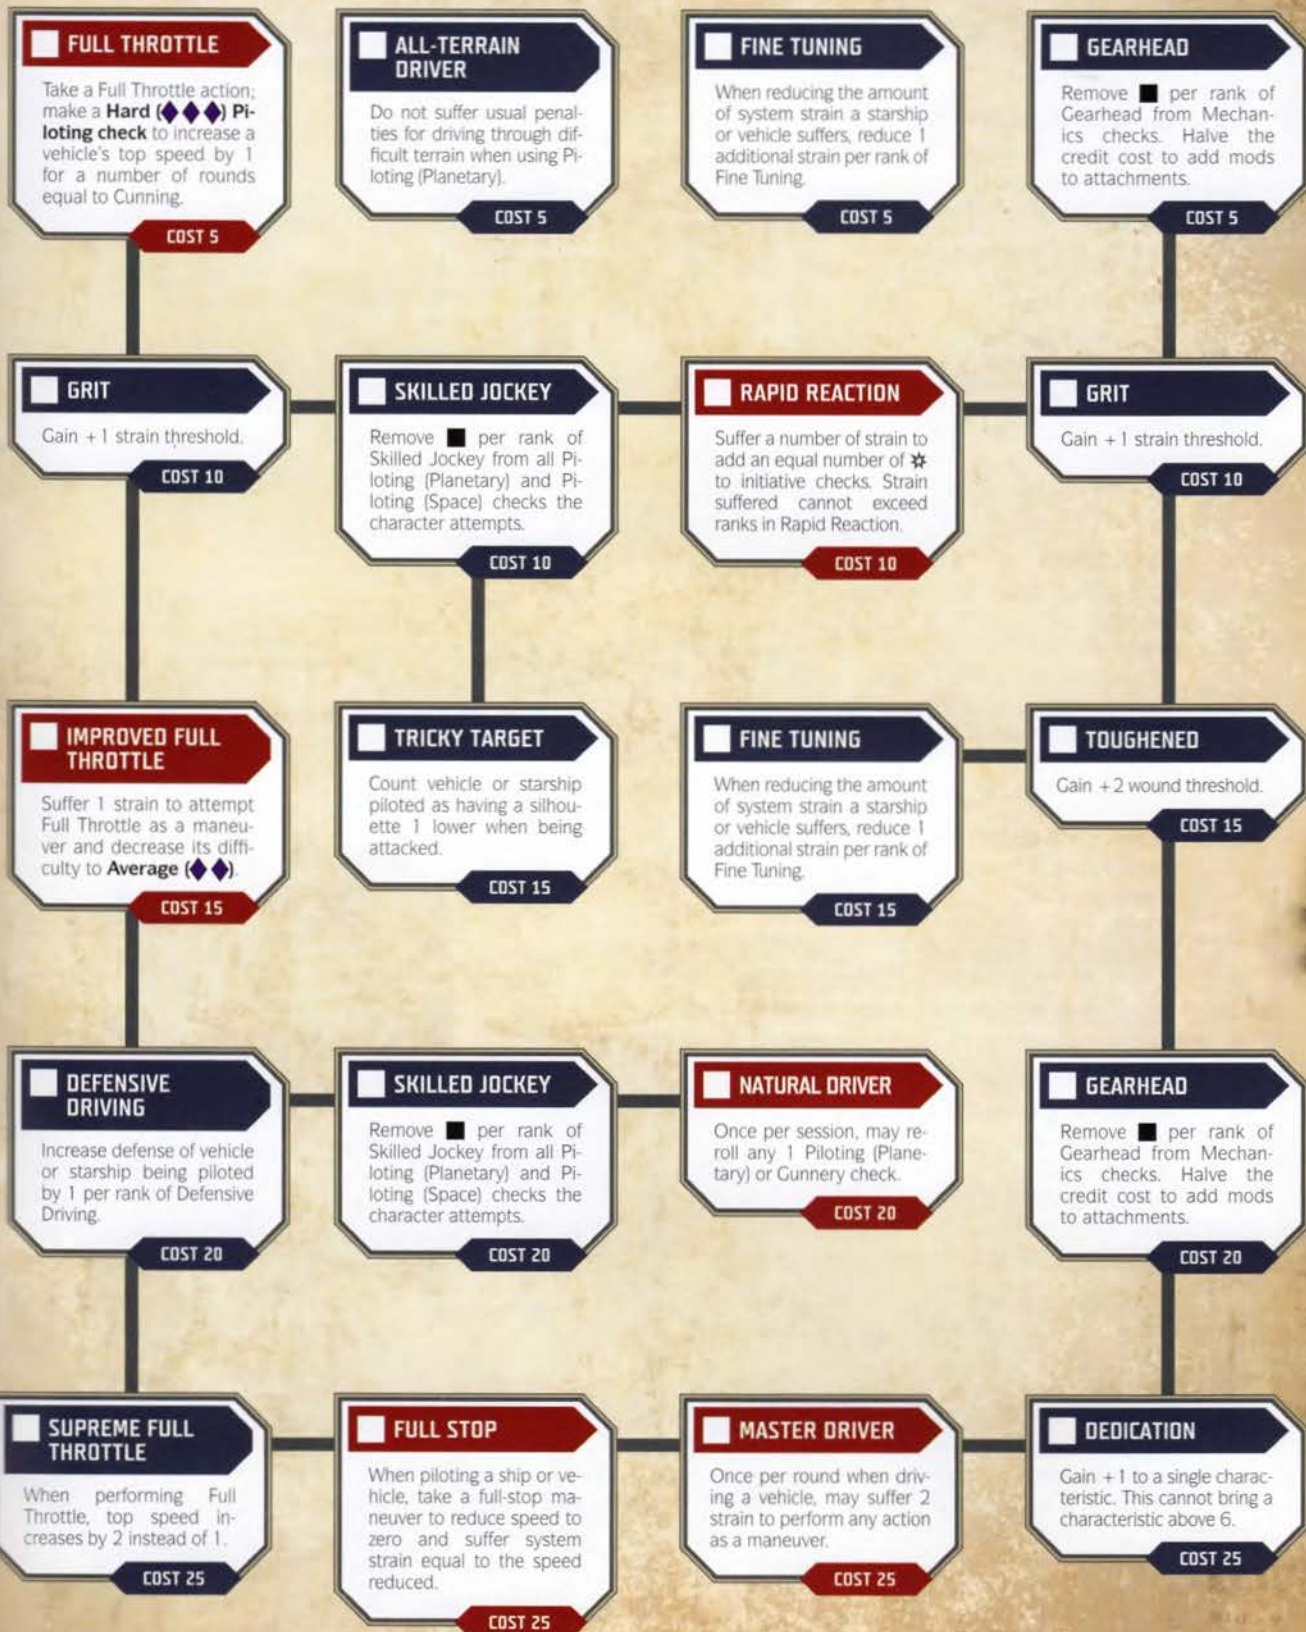 FULL THROTTLE
Take a Full Throttle action;
make a Hard (◆◆◆) Pi-
loting check to increase a
vehicle's top speed by 1
for a number of rounds
equal to Cunning.
COST 5
ALL-TERRAIN
DRIVER
Do not suffer usual penal-
ties for driving through dif-
ficult terrain when using Pi-
loting (Planetary).
COST 5
FINE TUNING
When reducing the amount
of system strain a starship
or vehicle suffers, reduce 1
additional strain per rank of
Fine Tuning.
COST 5
GEARHEAD
Remove ■ per rank of
Gearhead from Mechan-
ics checks. Halve the
credit cost to add mods
to attachments.
COST 5
GRIT
Gain +1 strain threshold.
COST 10
SKILLED JOCKEY
Remove ■ per rank of
Skilled Jockey from all Pi-
loting (Planetary) and Pi-
loting (Space) checks the
character attempts.
COST 10
RAPID REACTION
Suffer a number of strain to
add an equal number of ✲
to initiative checks. Strain
suffered cannot exceed
ranks in Rapid Reaction.
COST 10
GRIT
Gain +1 strain threshold.
COST 10
IMPROVED FULL
THROTTLE
Suffer 1 strain to attempt
Full Throttle as a maneu-
ver and decrease its diffi-
culty to Average (◆◆).
COST 15
TRICKY TARGET
Count vehicle or starship
piloted as having a silhou-
ette 1 lower when being
attacked.
COST 15
FINE TUNING
When reducing the amount
of system strain a starship
or vehicle suffers, reduce 1
additional strain per rank of
Fine Tuning.
COST 15
TOUGHENED
Gain +2 wound threshold.
COST 15
DEFENSIVE
DRIVING
Increase defense of vehicle
or starship being piloted
by 1 per rank of Defensive
Driving.
COST 20
SKILLED JOCKEY
Remove ■ per rank of
Skilled Jockey from all Pi-
loting (Planetary) and Pi-
loting (Space) checks the
character attempts.
COST 20
NATURAL DRIVER
Once per session, may re-
roll any 1 Piloting (Plane-
tary) or Gunnery check.
COST 20
GEARHEAD
Remove ■ per rank of
Gearhead from Mechan-
ics checks. Halve the
credit cost to add mods
to attachments.
COST 20
SUPREME FULL
THROTTLE
When performing Full
Throttle, top speed in-
creases by 2 instead of 1.
COST 25
FULL STOP
When piloting a ship or ve-
hicle, take a full-stop ma-
neuver to reduce speed to
zero and suffer system
strain equal to the speed
reduced.
COST 25
MASTER DRIVER
Once per round when driv-
ing a vehicle, may suffer 2
strain to perform any action
as a maneuver.
COST 25
DEDICATION
Gain +1 to a single charac-
teristic. This cannot bring a
characteristic above 6.
COST 25